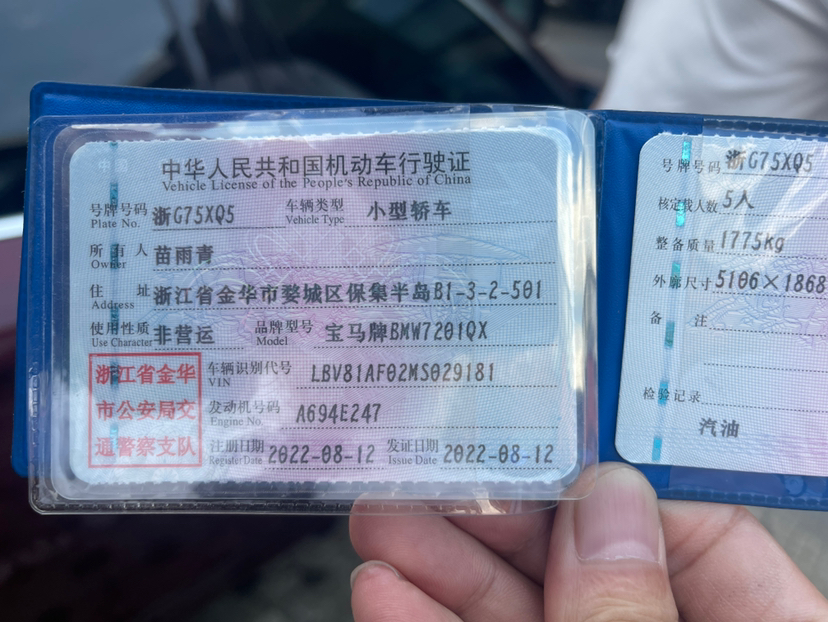 中华人民共和国机动车行驶证
Vehicle License of the People's Republic of China
号牌号码 浙G75XQ5 车辆类型 小型轿车
Plate No. Vehicle Type
所有人 苗雨青
Owner
住址 浙江省金华市婺城区保集半岛B1-3-2-501
Address
使用性质 非营运 品牌型号 宝马牌BMW7201QX
Use Character Model
浙江省金华
市公安局交
通警察支队
车辆识别代号 LBV81AF02MS029181
VIN
发动机号码 A694E247
Engine No.
注册日期 2022-08-12 发证日期 2022-08-12
Register Date Issue Date
号牌号码 浙G75XQ5
核定载人数 5人
整备质量 1775kg
外廓尺寸 5106×1868
备注
检验记录
汽油